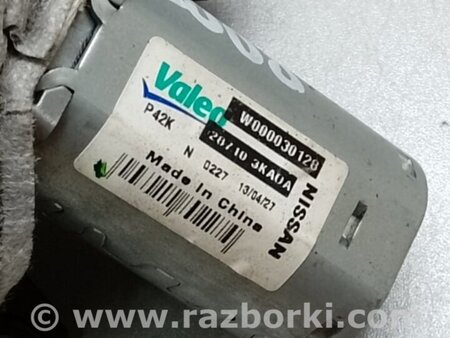 Valeo
W000030128
28710 3KA0A
P42K
N 0227 13/04/27
NISSAN
Made in China
© www.razborki.com/